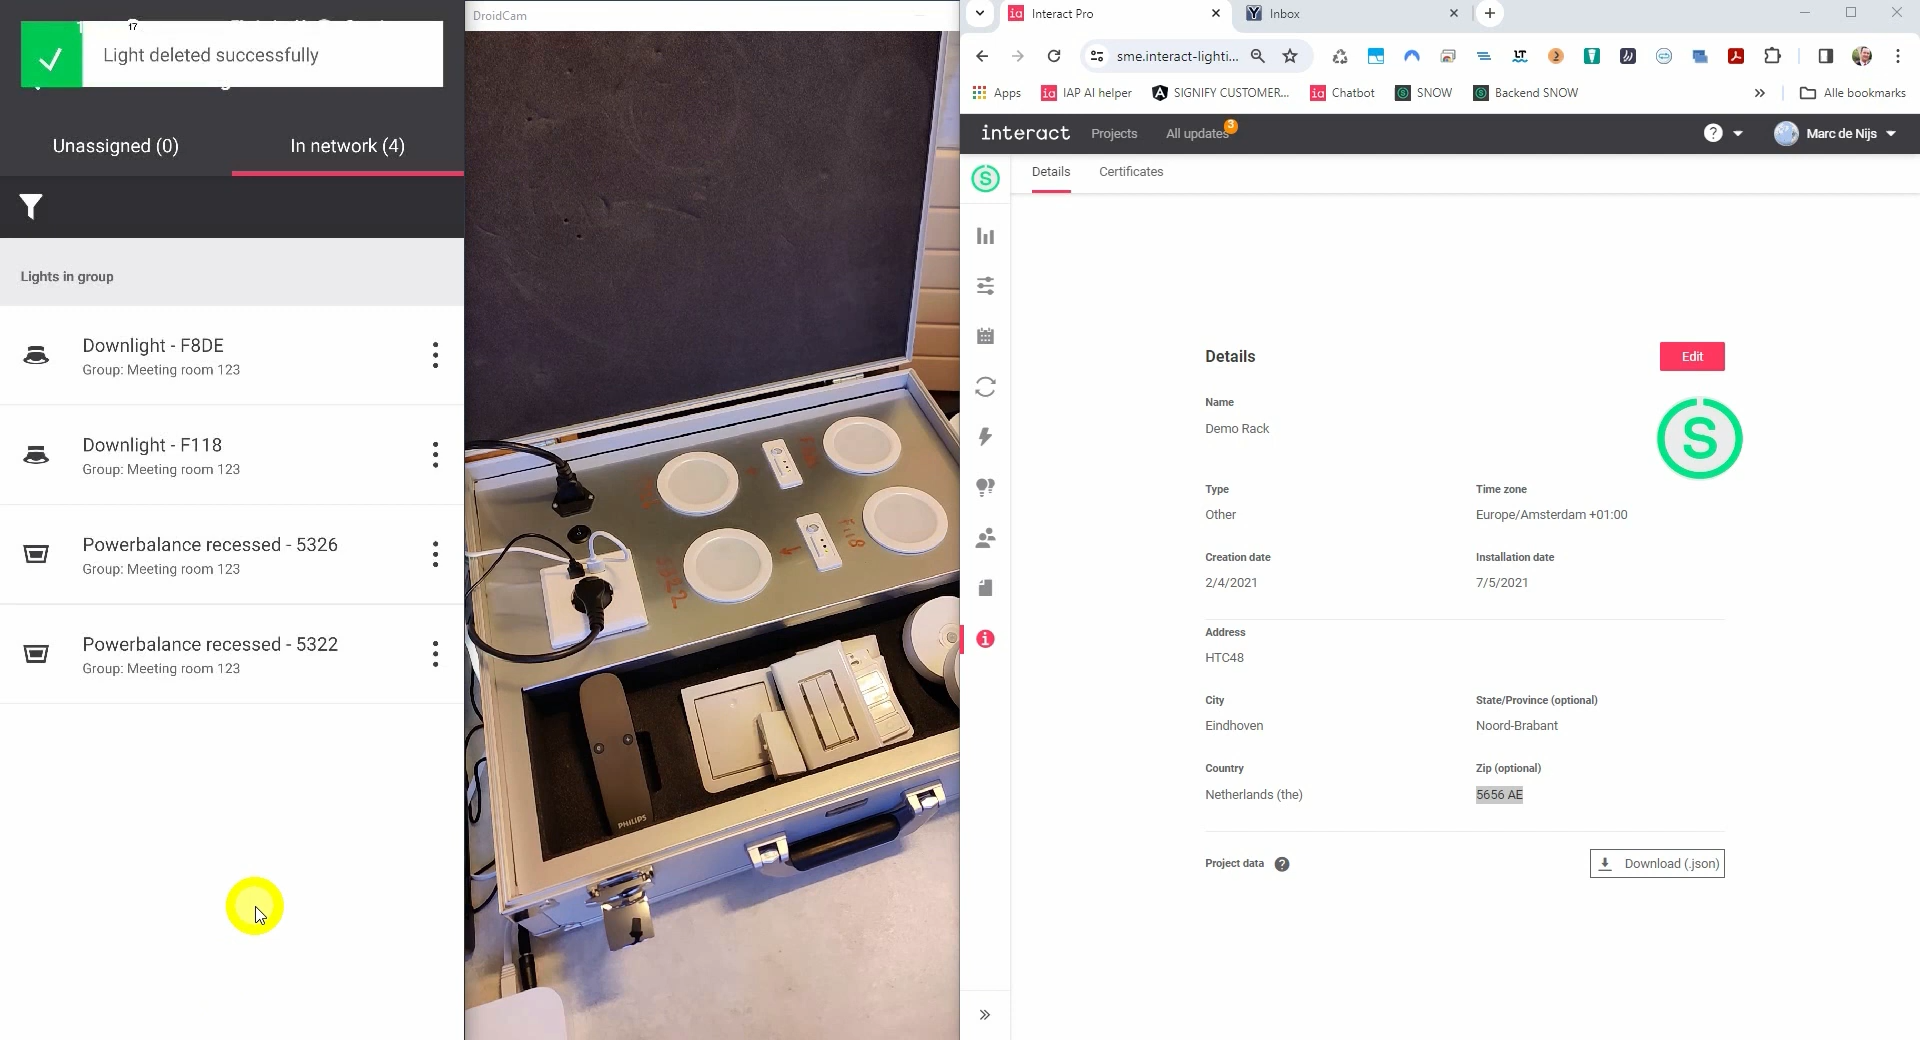 17
Light deleted successfully
Unassigned (0)
In network (4)
Lights in group
Downlight - F8DE
Group: Meeting room 123
Downlight - F118
Group: Meeting room 123
Powerbalance recessed - 5326
Group: Meeting room 123
Powerbalance recessed - 5322
Group: Meeting room 123
DroidCam
F118
5322
PHILIPS
Interact Pro
Inbox
sme.interact-lighti...
Apps
IAP AI helper
SIGNIFY CUSTOMER...
Chatbot
SNOW
Backend SNOW
Alle bookmarks
interact
Projects
All updates
3
Marc de Nijs
Details
Certificates
Details
Edit
Name
Demo Rack
Type
Other
Time zone
Europe/Amsterdam +01:00
Creation date
2/4/2021
Installation date
7/5/2021
Address
HTC48
City
Eindhoven
State/Province (optional)
Noord-Brabant
Country
Netherlands (the)
Zip (optional)
5656 AE
Project data
Download (.json)